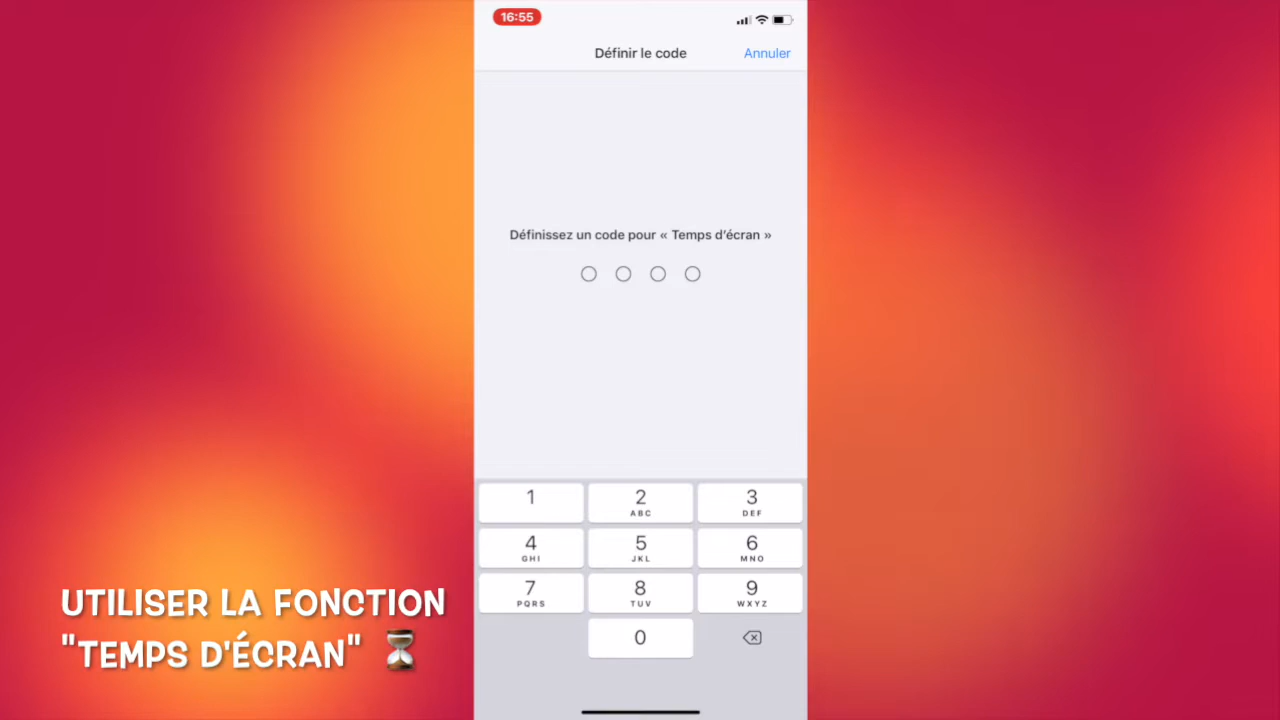 16:55
Définir le code
Annuler
Définissez un code pour « Temps d'écran »
1
2
3
ABC
DEF
4
5
6
GHI
JKL
MNO
7
8
9
PQRS
TUV
WXYZ
0
UTILISER LA FONCTION
"TEMPS D'ÉCRAN" ⏳